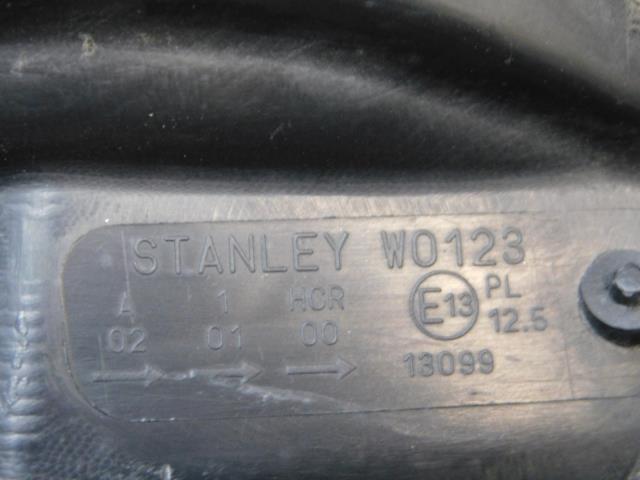 STANLEY W0123
A 1 HCR E13 PL
02 01 00 12.5
→ → → 13099